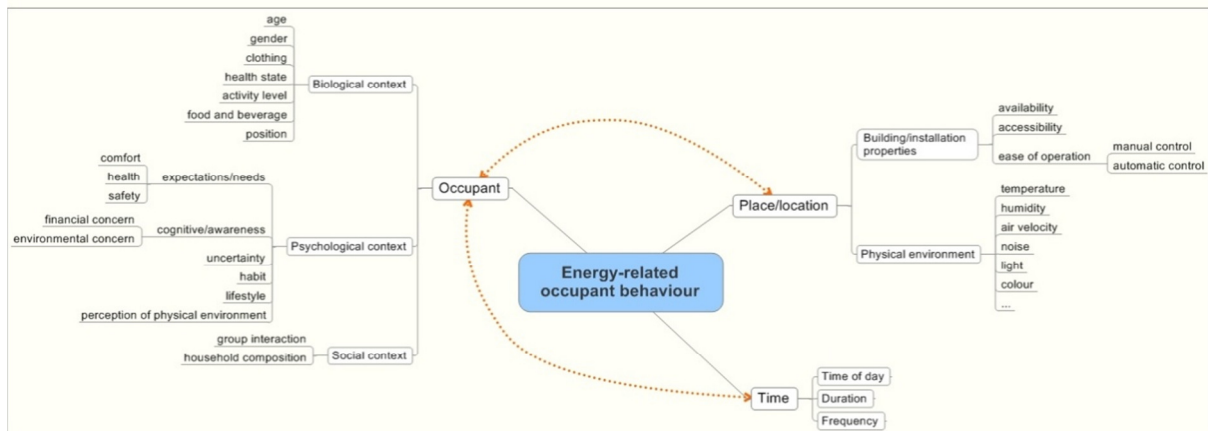 age
gender
clothing
health state
activity level
food and beverage
position
Biological context
comfort
health
safety
expectations/needs
financial concern
environmental concern
cognitive/awareness
uncertainty
habit
lifestyle
perception of physical environment
Psychological context
group interaction
household composition
Social context
Occupant
Energy-related
occupant behaviour
Place/location
Building/installation
properties
availability
accessibility
ease of operation
manual control
automatic control
Physical environment
temperature
humidity
air velocity
noise
light
colour
...
Time
Time of day
Duration
Frequency